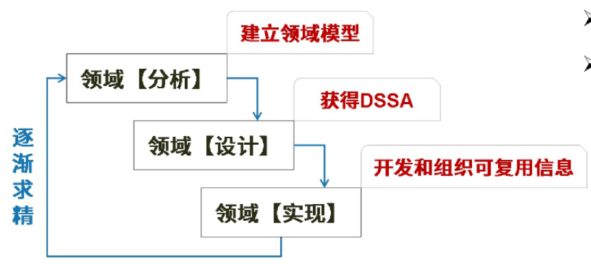 建立领域模型
领域【分析】
获得DSSA
领域【设计】
开发和组织可复用信息
领域【实现】
逐渐求精